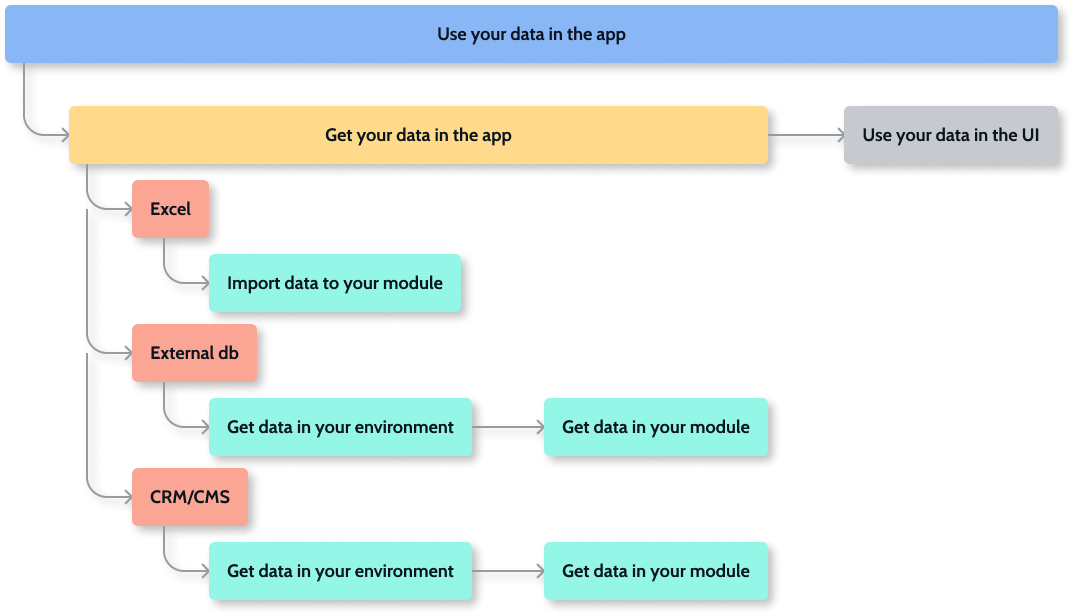 Use your data in the app
Get your data in the app
Use your data in the UI
Excel
Import data to your module
External db
Get data in your environment
Get data in your module
CRM/CMS
Get data in your environment
Get data in your module